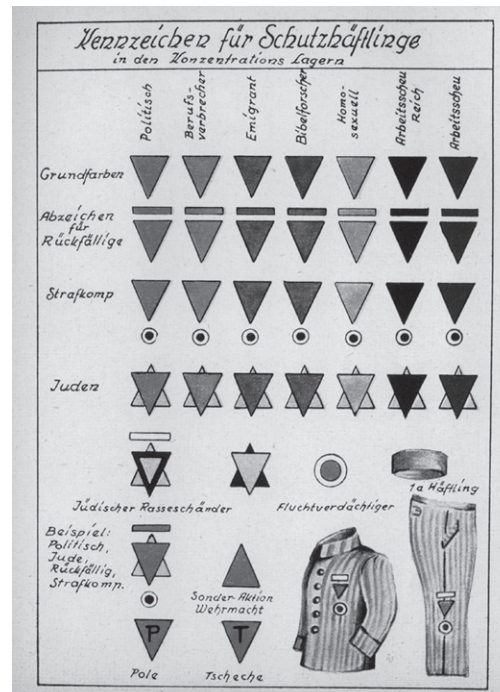 Kennzeichen für Schutzhäftlinge
in den Konzentrations Lagern
Politisch
Berufs-
verbrecher
Emigrant
Bibelforscher
Homo-
sexuell
Arbeitsscheu
Reich
Arbeitsscheu
Grundfarben
Abzeichen
für
Rückfällige
Strafkomp
Juden
Jüdischer Rasseschänder
Fluchtverdächtiger
1a Häftling
Beispiel:
Politisch,
Jude,
Rückfällig,
Strafkomp.
Sonder-Aktion
Wehrmacht
P
T
Pole
Tscheche